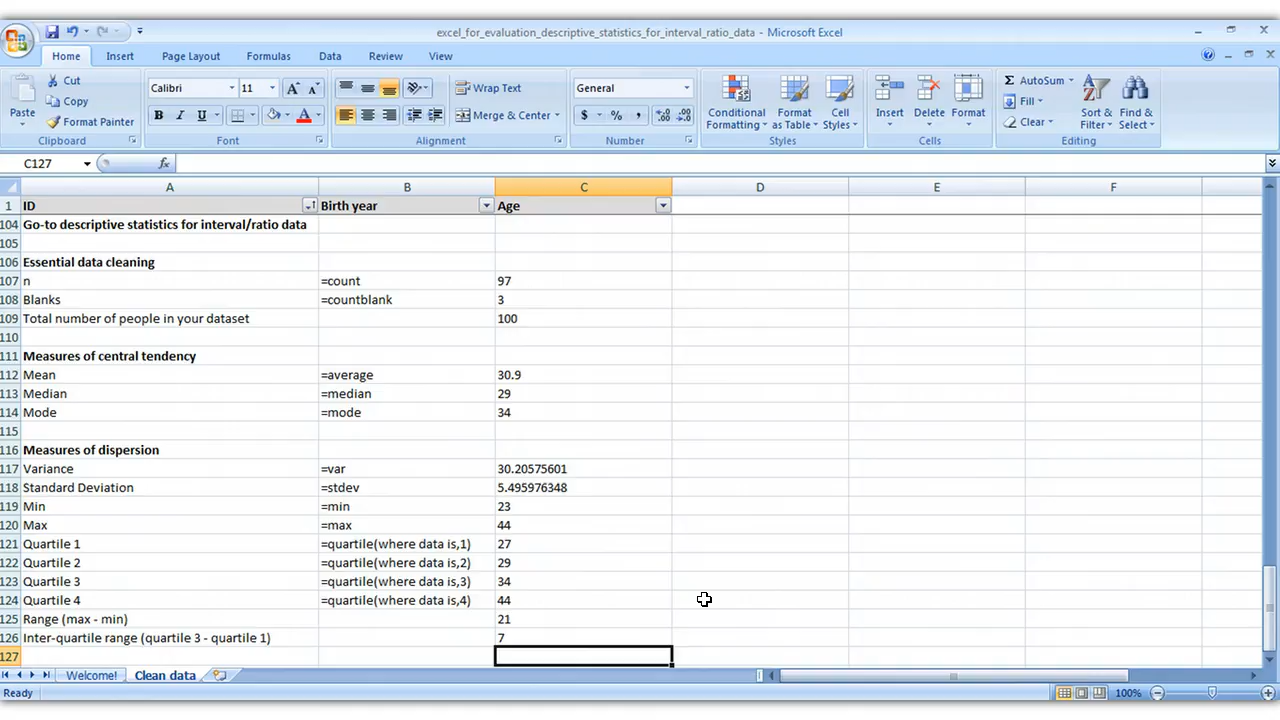 excel_for_evaluation_descriptive_statistics_for_interval_ratio_data - Microsoft Excel
Home Insert Page Layout Formulas Data Review View
Cut
Copy
Format Painter
Paste
Clipboard
Calibri 11
B I U
Font
Wrap Text
Merge & Center
Alignment
General
$ % ,
Number
Conditional Formatting
Format as Table
Cell Styles
Styles
Insert Delete Format
Cells
AutoSum
Fill
Clear
Sort & Filter
Find & Select
Editing
C127 fx
A B C D E F
1 ID Birth year Age
104 Go-to descriptive statistics for interval/ratio data
105
106 Essential data cleaning
107 n =count 97
108 Blanks =countblank 3
109 Total number of people in your dataset 100
110
111 Measures of central tendency
112 Mean =average 30.9
113 Median =median 29
114 Mode =mode 34
115
116 Measures of dispersion
117 Variance =var 30.20575601
118 Standard Deviation =stdev 5.495976348
119 Min =min 23
120 Max =max 44
121 Quartile 1 =quartile(where data is,1) 27
122 Quartile 2 =quartile(where data is,2) 29
123 Quartile 3 =quartile(where data is,3) 34
124 Quartile 4 =quartile(where data is,4) 44
125 Range (max - min) 21
126 Inter-quartile range (quartile 3 - quartile 1) 7
127
Welcome! Clean data
Ready 100%